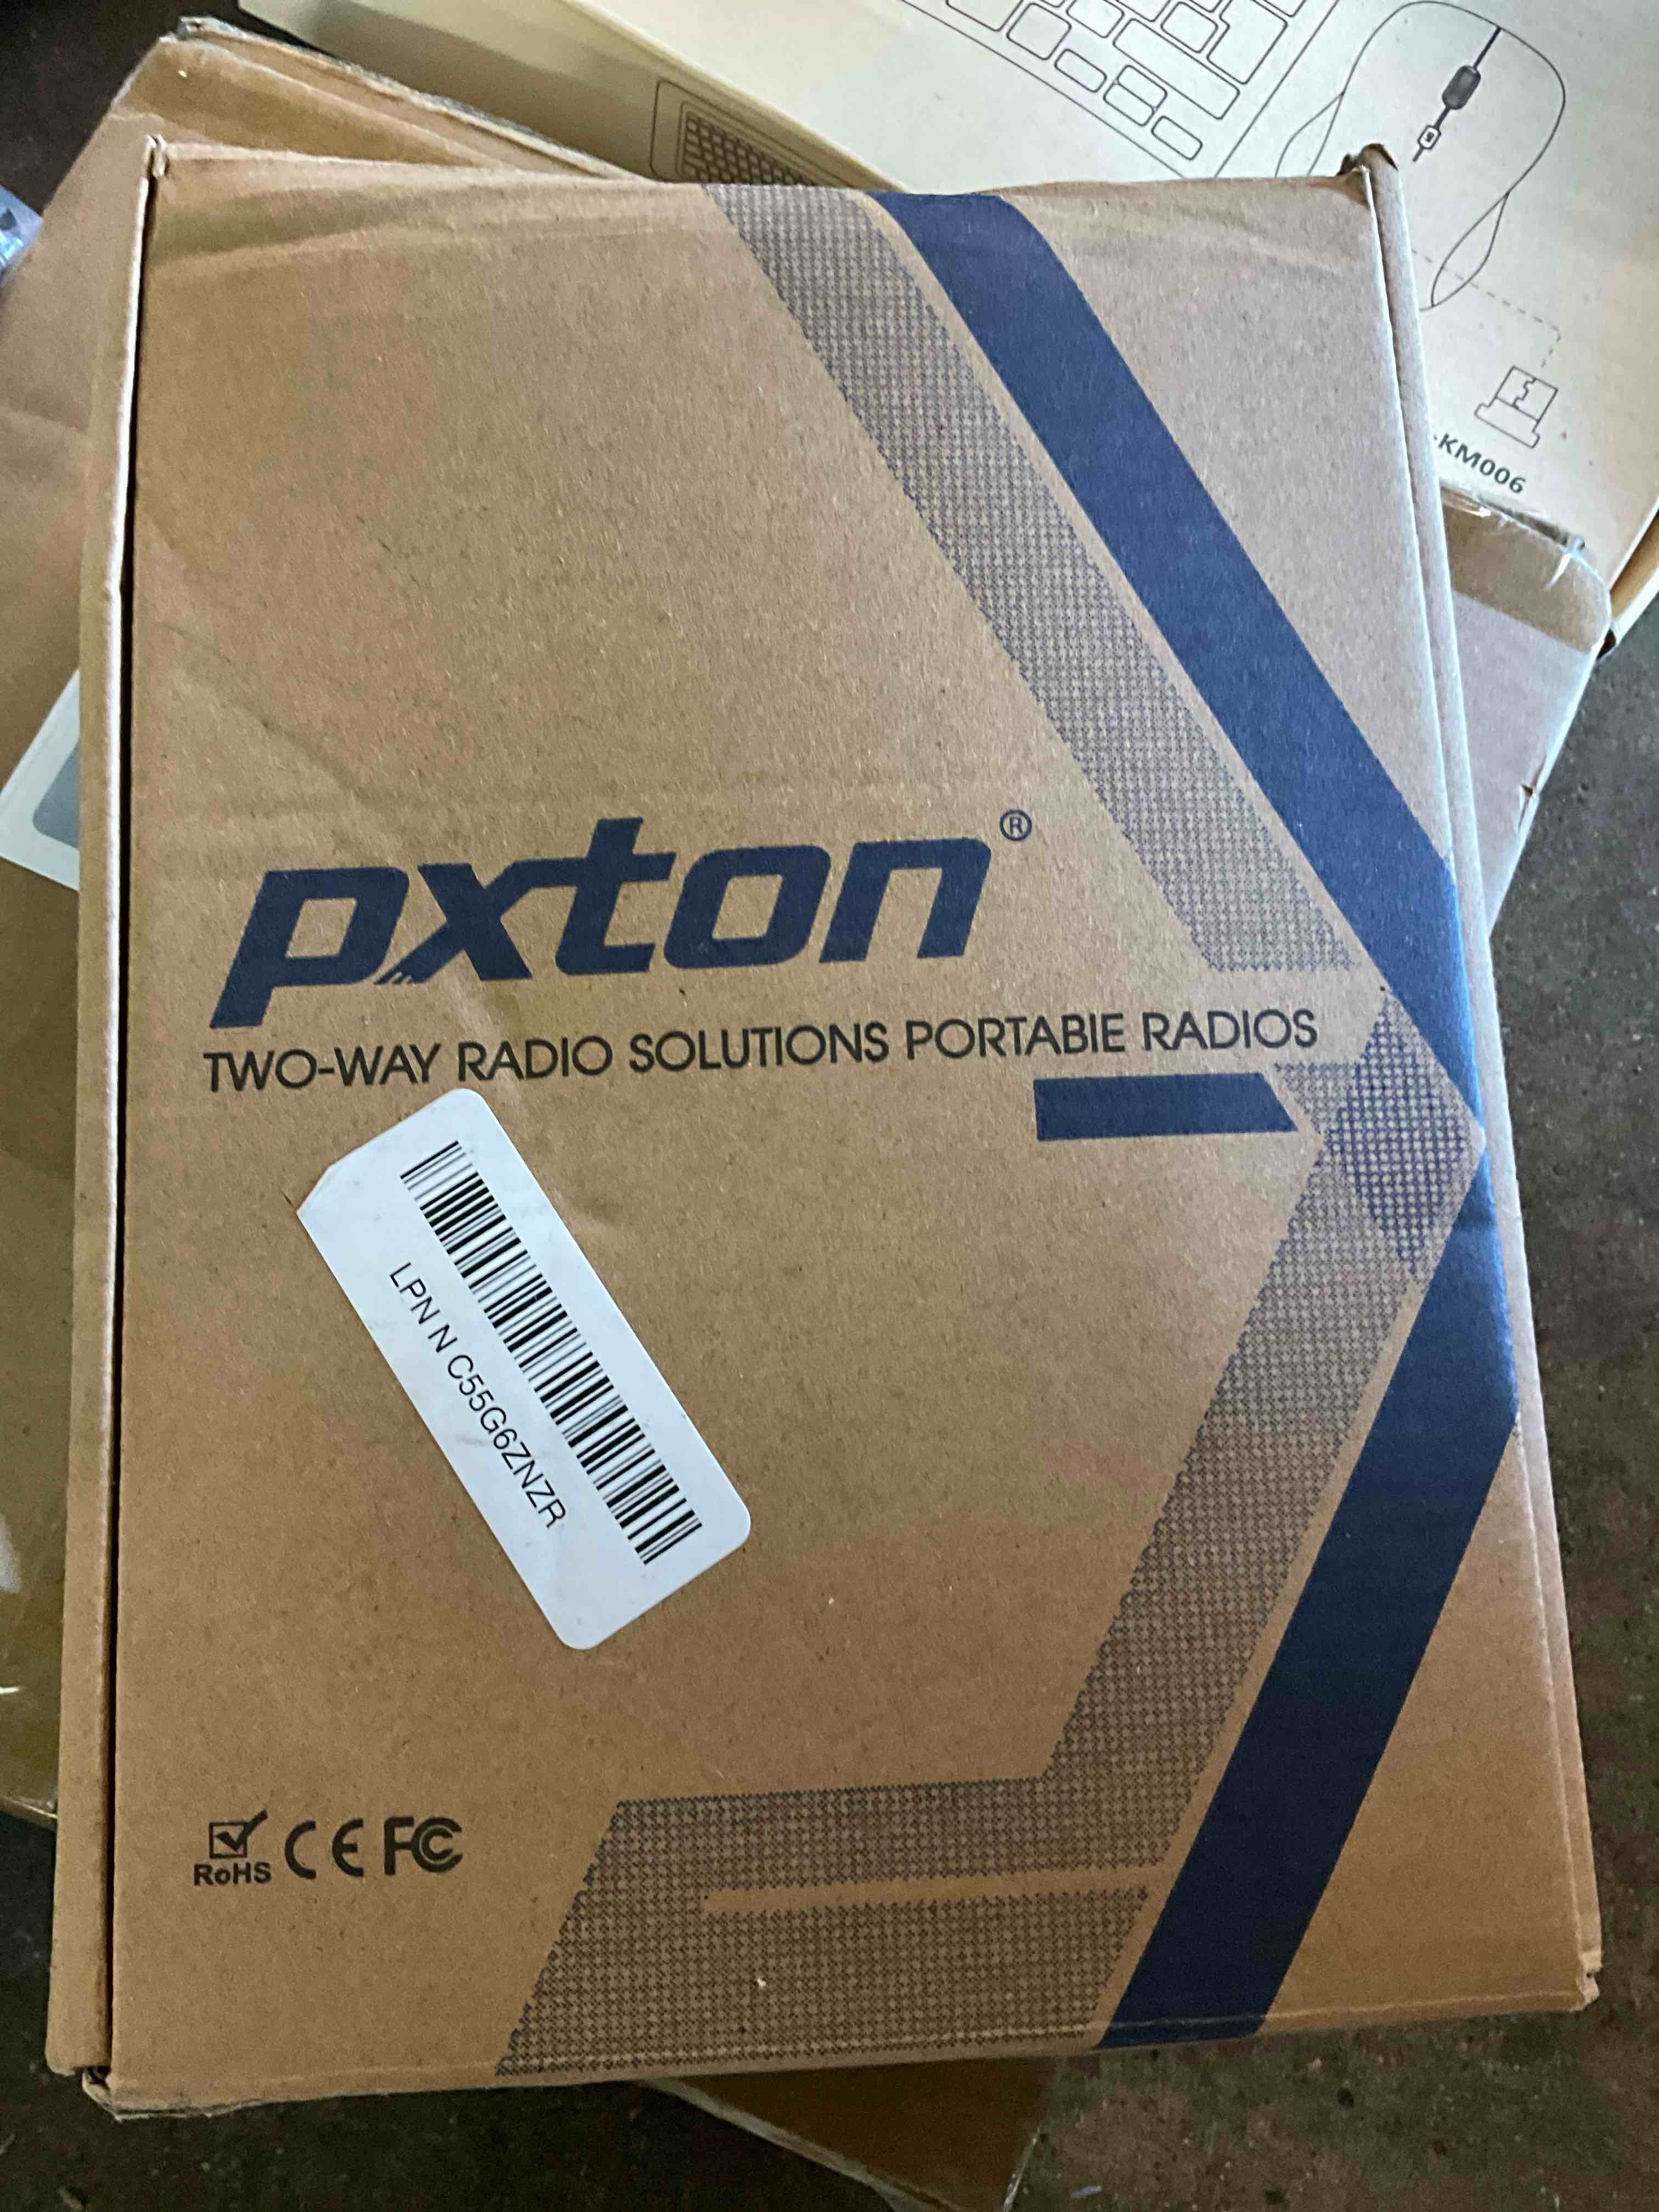 -KM006
pxton®
TWO-WAY RADIO SOLUTIONS PORTABIE RADIOS
LPN N C55G6ZNZR
RoHS CE FC